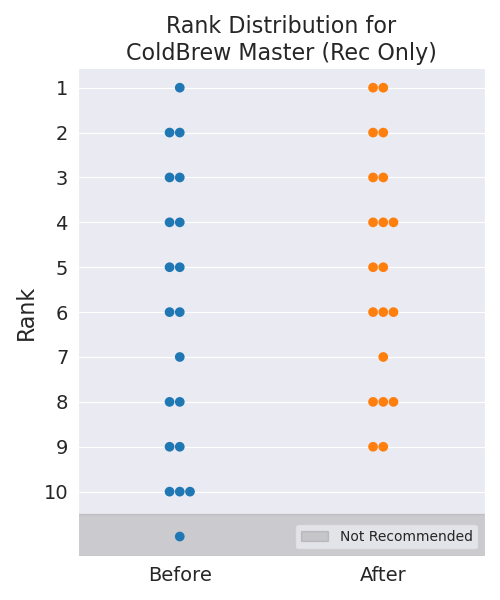 Rank Distribution for
ColdBrew Master (Rec Only)
Rank
1
2
3
4
5
6
7
8
9
10
Not Recommended
Before
After